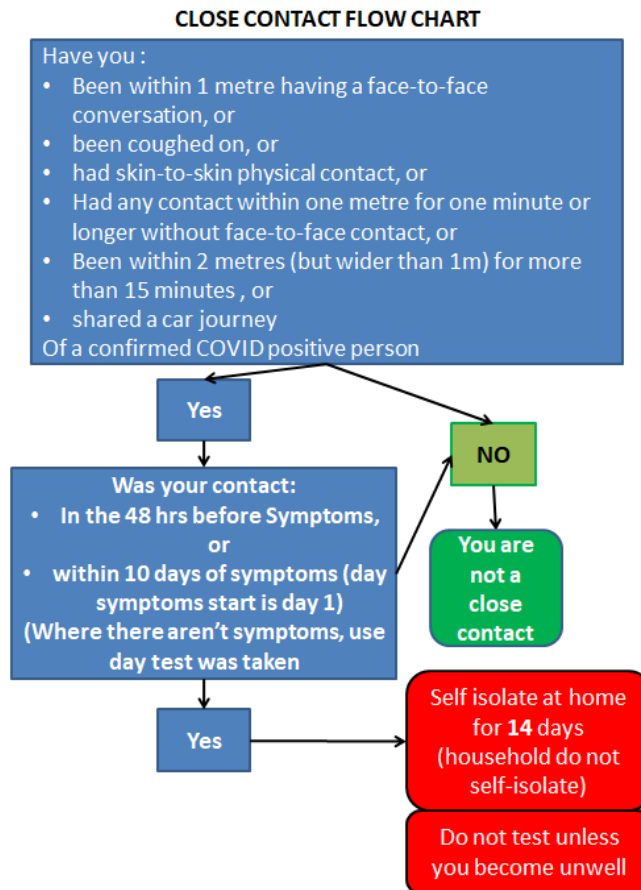 CLOSE CONTACT FLOW CHART
Have you :
• Been within 1 metre having a face-to-face
conversation, or
• been coughed on, or
• had skin-to-skin physical contact, or
• Had any contact within one metre for one minute or
longer without face-to-face contact, or
• Been within 2 metres (but wider than 1m) for more
than 15 minutes , or
• shared a car journey
Of a confirmed COVID positive person
Yes
NO
Was your contact:
• In the 48 hrs before Symptoms,
or
• within 10 days of symptoms (day
symptoms start is day 1)
(Where there aren’t symptoms, use
day test was taken
You are
not a
close
contact
Yes
Self isolate at home
for 14 days
(household do not
self-isolate)
Do not test unless
you become unwell